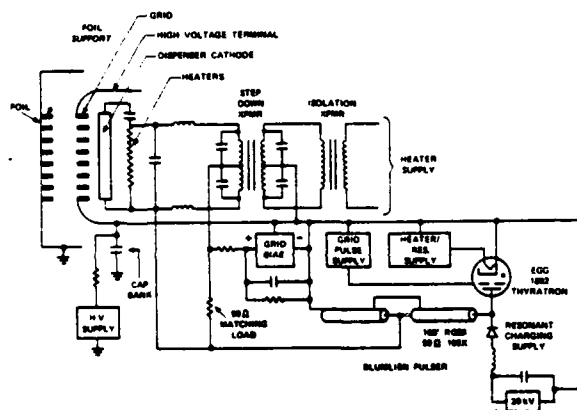 GRID
FOIL
SUPPORT
HIGH VOLTAGE TERMINAL
DISPENSER CATHODE
HEATERS
FOIL
STEP
DOWN
XFMR
ISOLATION
XFMR
HEATER
SUPPLY
+ GRID -
BIAS
GRID
PULSE
SUPPLY
HEATER/
RES. SUPPLY
EGG
1802
THYRATRON
CAP
BANK
HV
SUPPLY
MATCHING
LOAD
BLUMLEIN PULSER
RESONANT
CHARGING
SUPPLY
20 kV